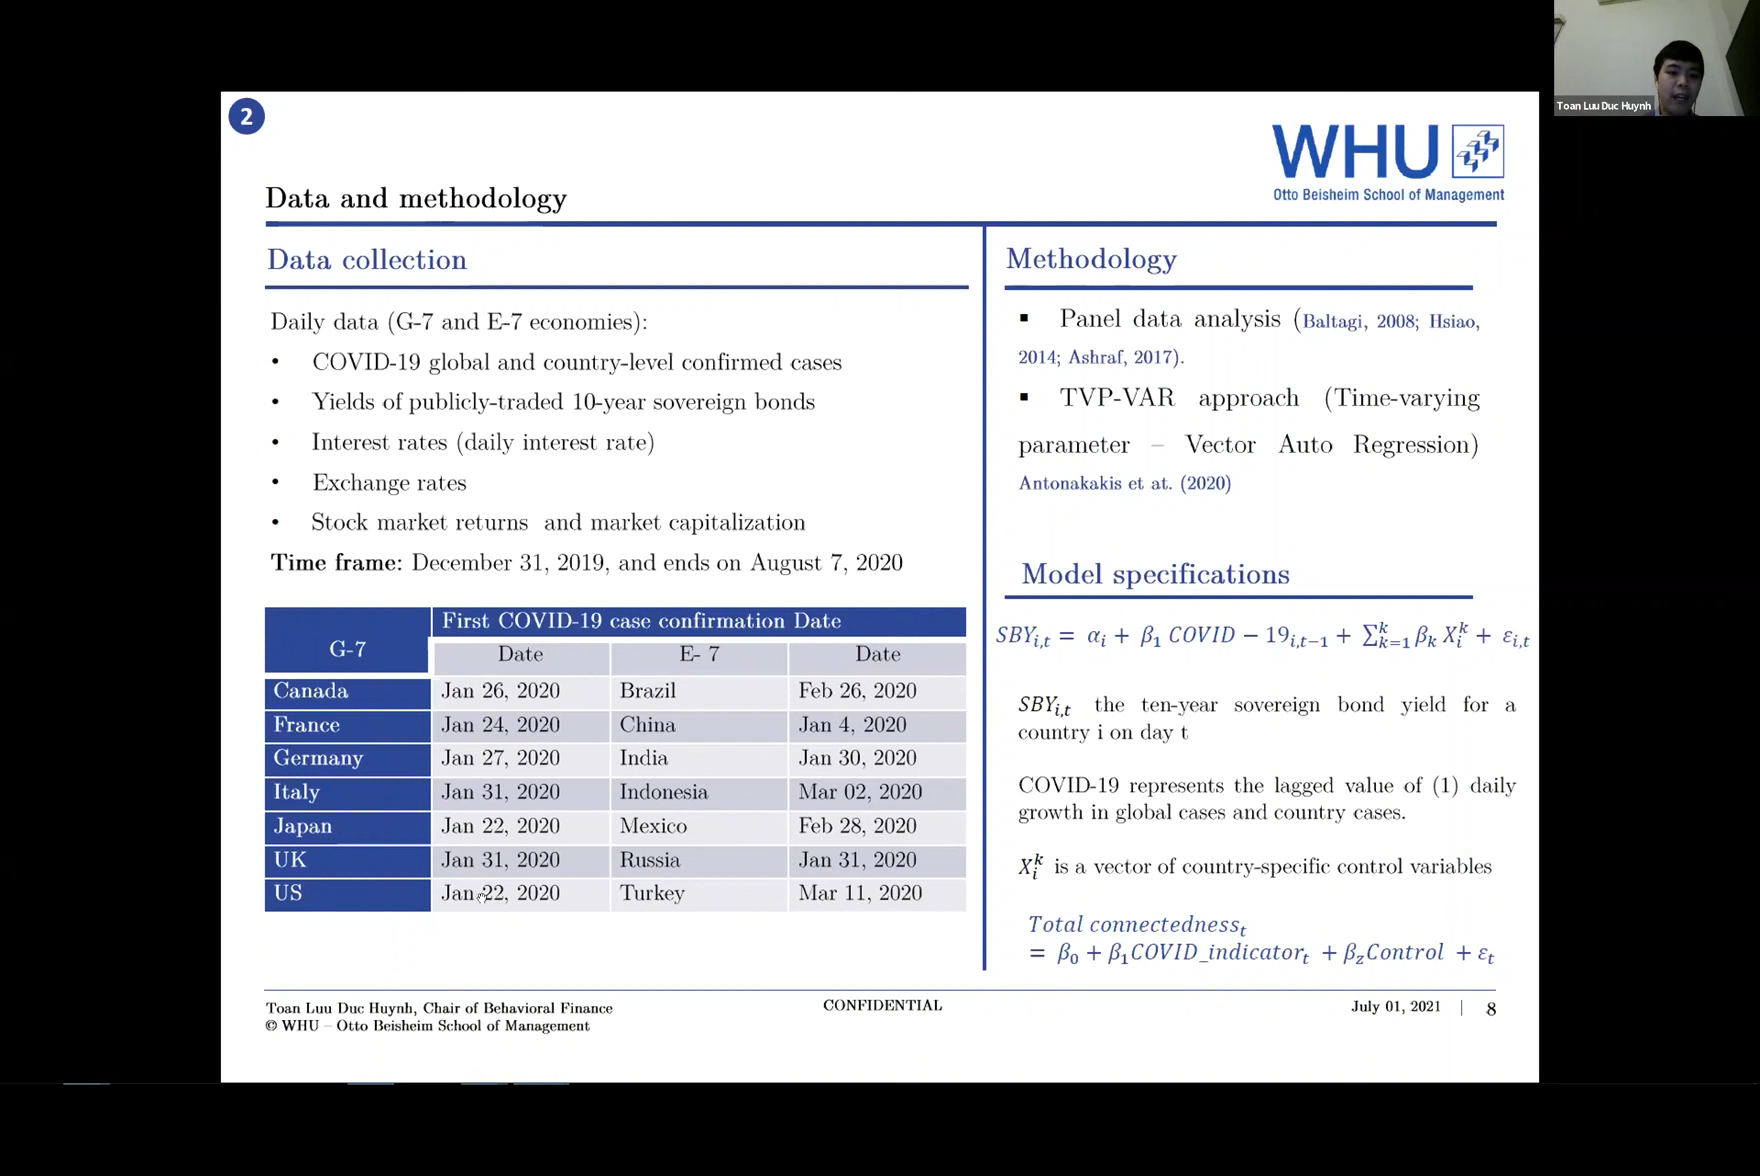 Toan Luu Duc Huynh
2
WHU
Otto Beisheim School of Management
Data and methodology
Data collection
Daily data (G-7 and E-7 economies):
• COVID-19 global and country-level confirmed cases
• Yields of publicly-traded 10-year sovereign bonds
• Interest rates (daily interest rate)
• Exchange rates
• Stock market returns and market capitalization
Time frame: December 31, 2019, and ends on August 7, 2020
G-7 First COVID-19 case confirmation Date
Date E- 7 Date
Canada Jan 26, 2020 Brazil Feb 26, 2020
France Jan 24, 2020 China Jan 4, 2020
Germany Jan 27, 2020 India Jan 30, 2020
Italy Jan 31, 2020 Indonesia Mar 02, 2020
Japan Jan 22, 2020 Mexico Feb 28, 2020
UK Jan 31, 2020 Russia Jan 31, 2020
US Jan 22, 2020 Turkey Mar 11, 2020
Methodology
▪ Panel data analysis (Baltagi, 2008; Hsiao,
2014; Ashraf, 2017).
▪ TVP-VAR approach (Time-varying
parameter – Vector Auto Regression)
Antonakakis et at. (2020)
Model specifications
SBY_{i,t} = α_i + β_1 COVID − 19_{i,t−1} + ∑_{k=1}^{k} β_k X_i^k + ε_{i,t}
SBY_{i,t} the ten-year sovereign bond yield for a
country i on day t
COVID-19 represents the lagged value of (1) daily
growth in global cases and country cases.
X_i^k is a vector of country-specific control variables
Total connectedness_t
= β_0 + β_1COVID_indicator_t + β_zControl + ε_t
Toan Luu Duc Huynh, Chair of Behavioral Finance
© WHU – Otto Beisheim School of Management
CONFIDENTIAL
July 01, 2021 | 8